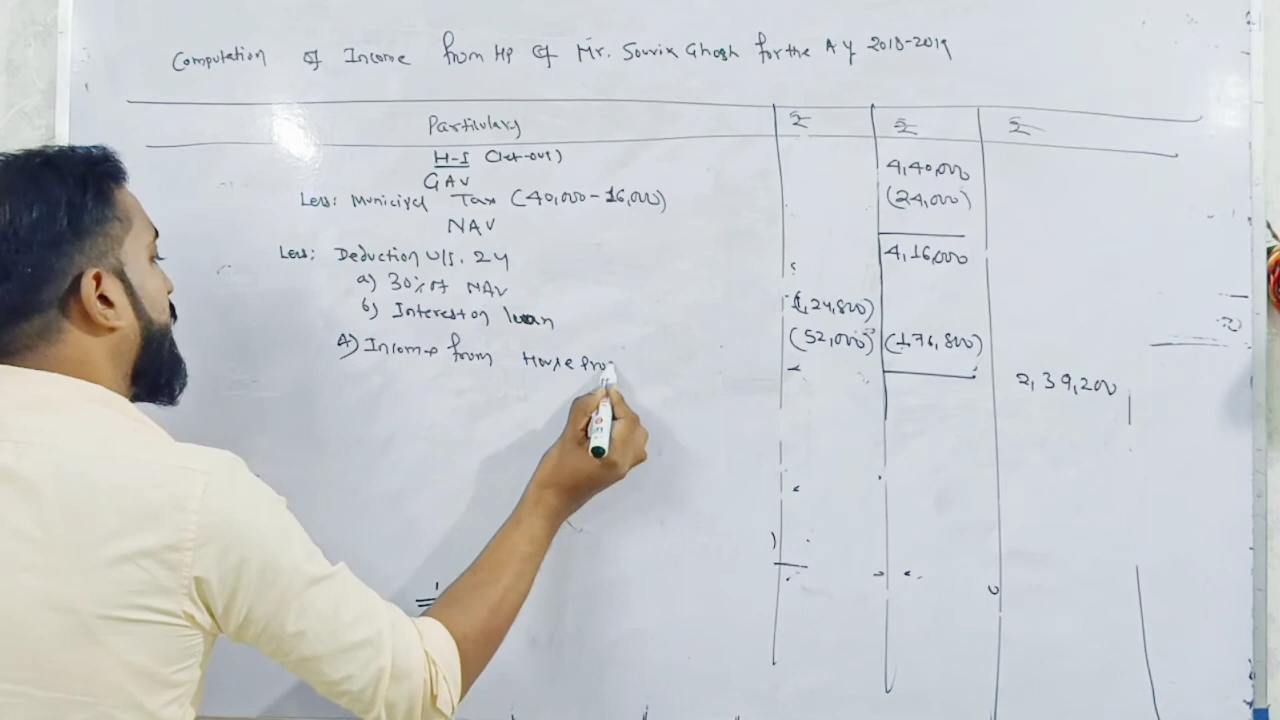 Computation of Income from HP of Mr. Sourix Ghosh for the A Y 2018-2019
Particulars ₹ ₹ ₹
H-I (Let-out)
GAV 4,40,000
Less: Municipal Tax (40,000-16,000) (24,000)
NAV 4,16,000
Less: Deduction U/s. 24
a) 30% of NAV 1,24,800
b) Interest on loan (52,000) (1,76,800)
A) Income from House Pro 2,39,200